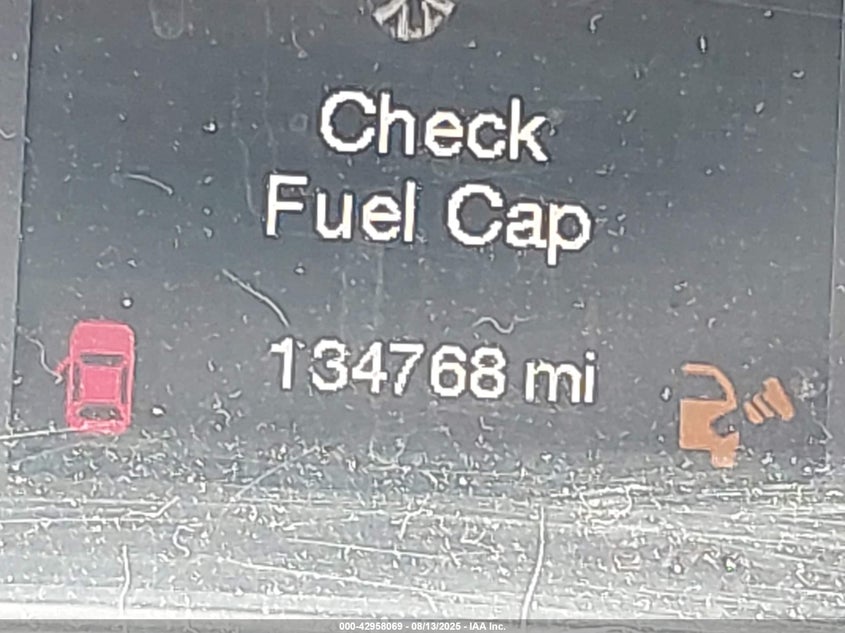 Check
Fuel Cap
134768 mi
000-42958069 - 08/13/2025 - IAA Inc.